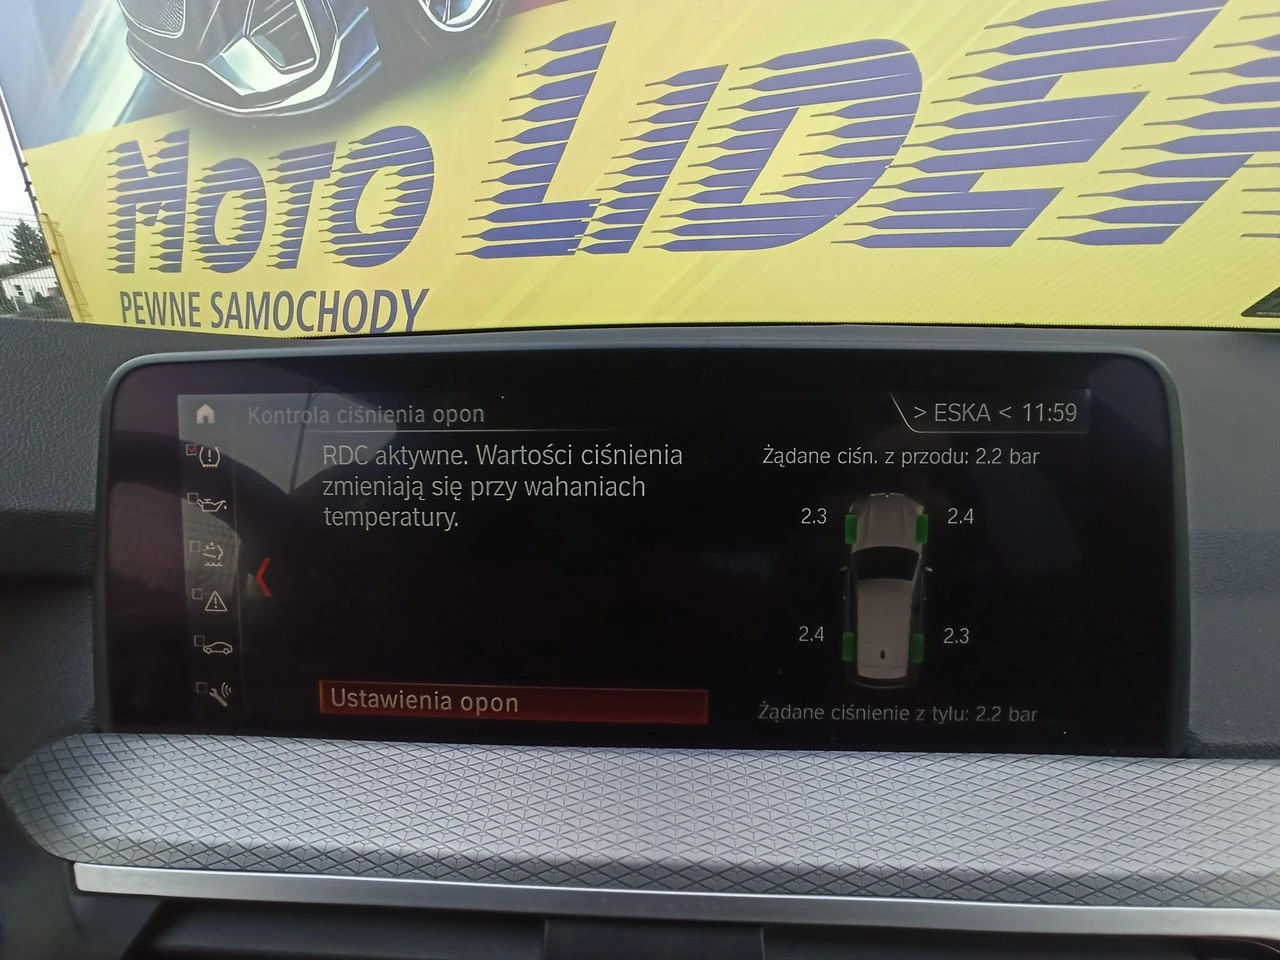 MOTO LIDER
PEWNE SAMOCHODY
Kontrola ciśnienia opon
> ESKA < 11:59
RDC aktywne. Wartości ciśnienia
zmieniają się przy wahaniach
temperatury.
Żądane ciśn. z przodu: 2.2 bar
2.3 2.4
2.4 2.3
Ustawienia opon
Żądane ciśnienie z tyłu: 2.2 bar